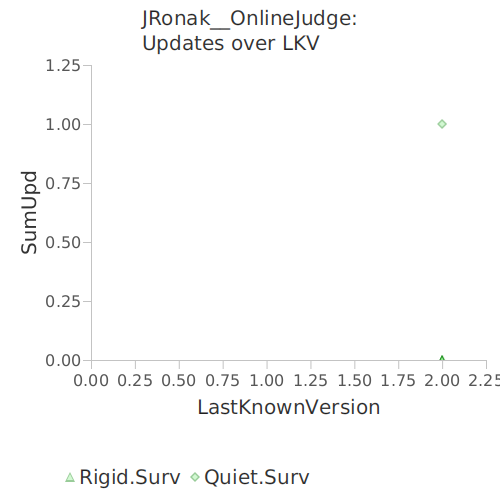 JRonak__OnlineJudge:
Updates over LKV
1.25
1.00
0.75
0.50
0.25
0.00
SumUpd
0.00 0.25 0.50 0.75 1.00 1.25 1.50 1.75 2.00 2.25
LastKnownVersion
Rigid.Surv Quiet.Surv